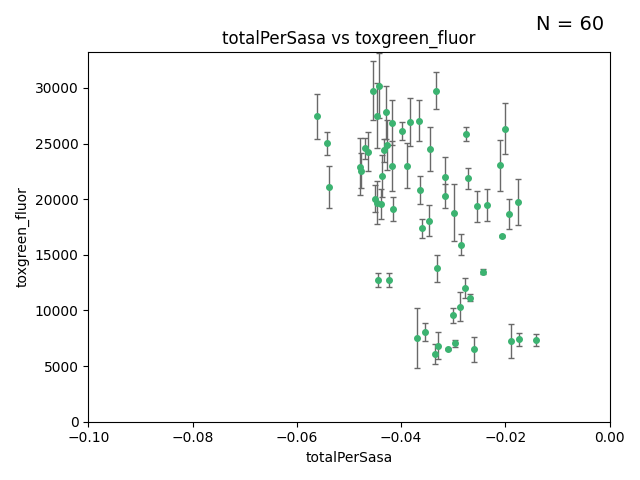 N = 60
totalPerSasa vs toxgreen_fluor
toxgreen_fluor
30000
25000
20000
15000
10000
5000
0
−0.10 −0.08 −0.06 −0.04 −0.02 0.00
totalPerSasa